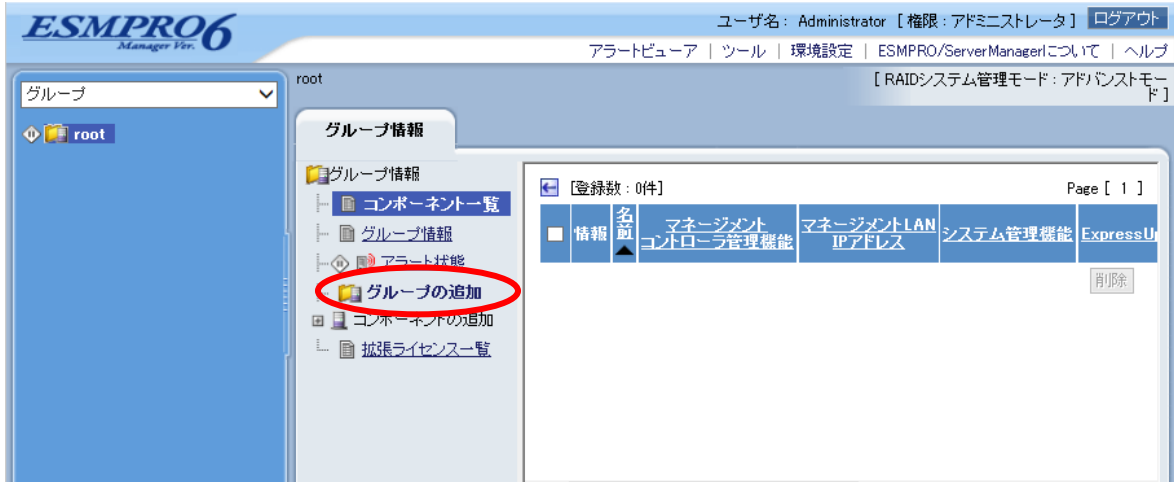 ESMPRO6
Manager Ver.
ユーザ名： Administrator [権限：アドミニストレータ] ログアウト
アラートビューア | ツール | 環境設定 | ESMPRO/ServerManagerについて | ヘルプ
グループ
root
root
[RAIDシステム管理モード：アドバンストモー
ド]
グループ情報
グループ情報
コンポーネント一覧
グループ情報
アラート状態
グループの追加
コンポーネントの追加
拡張ライセンス一覧
[登録数：0件]
Page [ 1 ]
情報
名
前
マネージメント
コントローラ管理機能
マネージメントLAN
IPアドレス
システム管理機能
ExpressU
削除